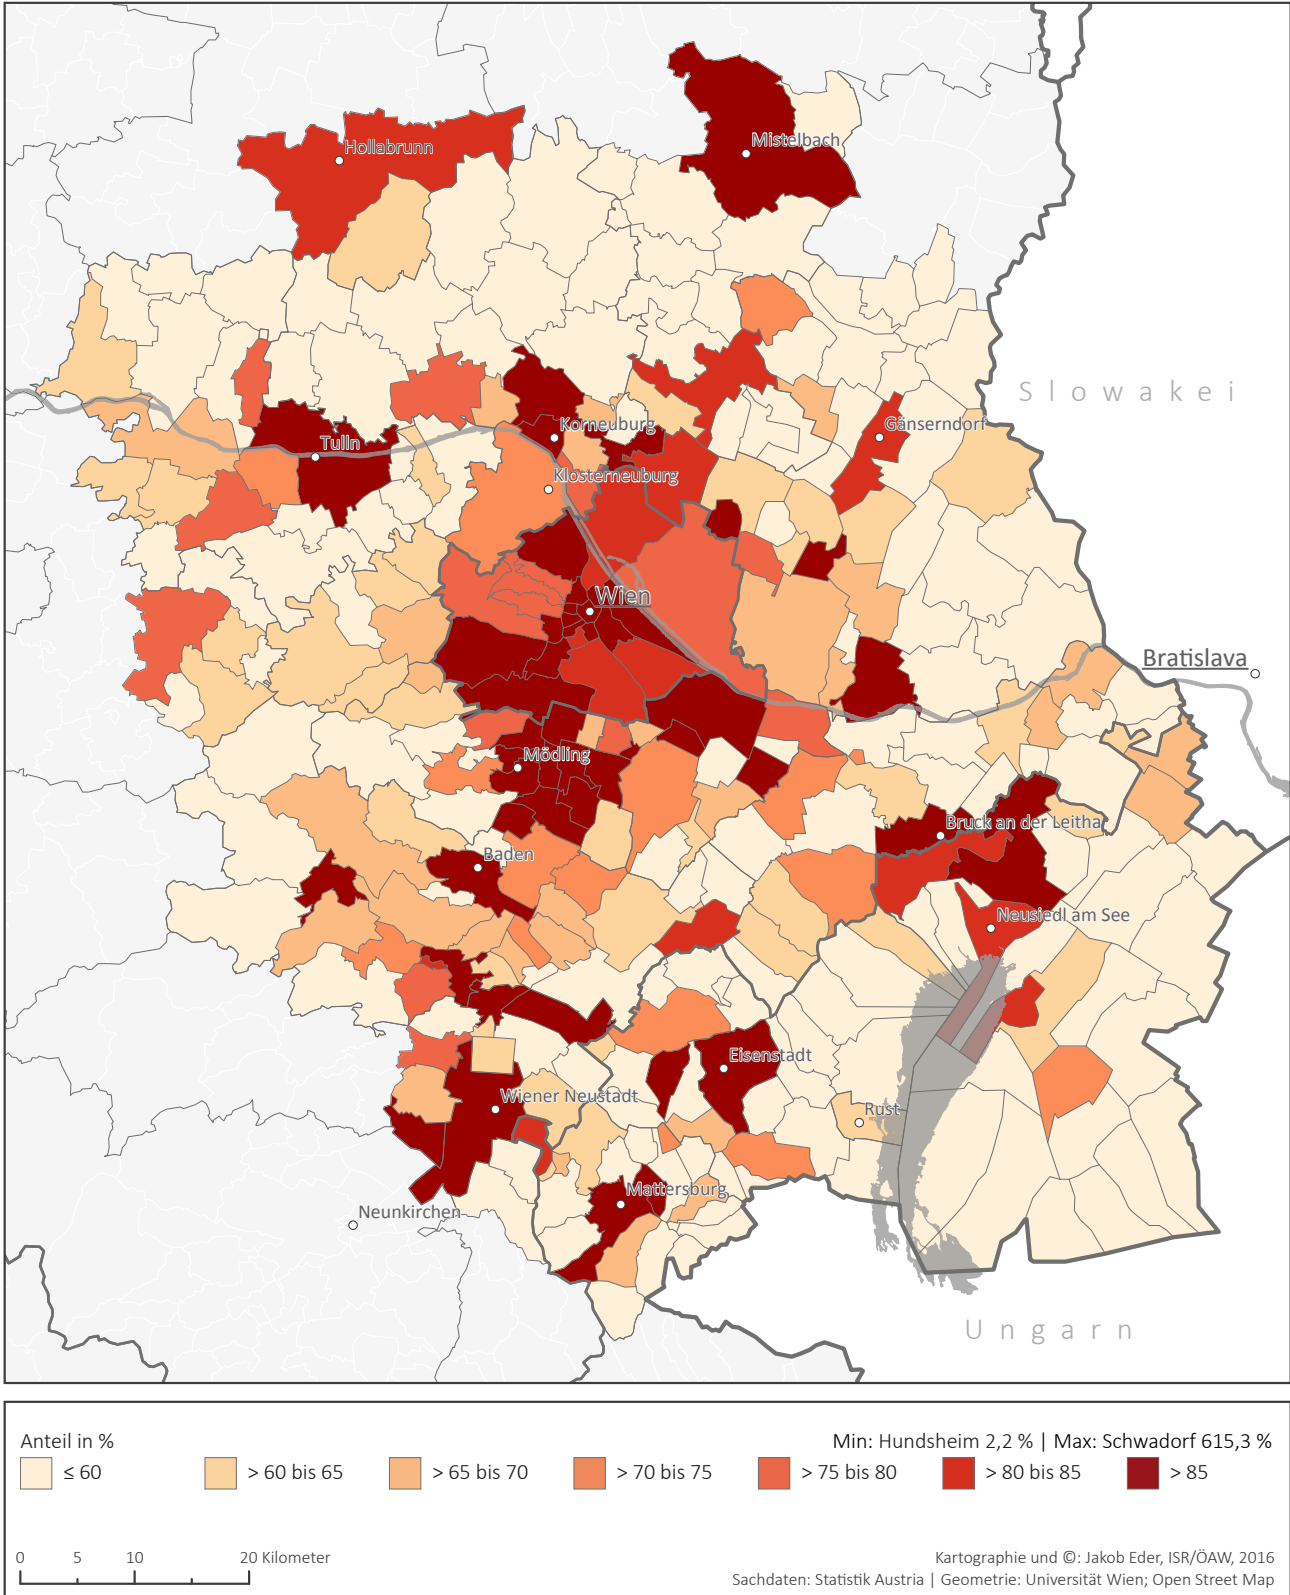 Hollabrunn
Mistelbach
Slowakei
Gänserndorf
Korneuburg
Tulln
Klosterneuburg
Wien
Bratislava
Mödling
Bruck an der Leitha
Baden
Neusiedl am See
Eisenstadt
Wiener Neustadt
Rust
Mattersburg
Neunkirchen
Ungarn
Anteil in %
Min: Hundsheim 2,2 % | Max: Schwadorf 615,3 %
≤ 60 > 60 bis 65 > 65 bis 70 > 70 bis 75 > 75 bis 80 > 80 bis 85 > 85
0 5 10 20 Kilometer
Kartographie und ©: Jakob Eder, ISR/ÖAW, 2016
Sachdaten: Statistik Austria | Geometrie: Universität Wien; Open Street Map